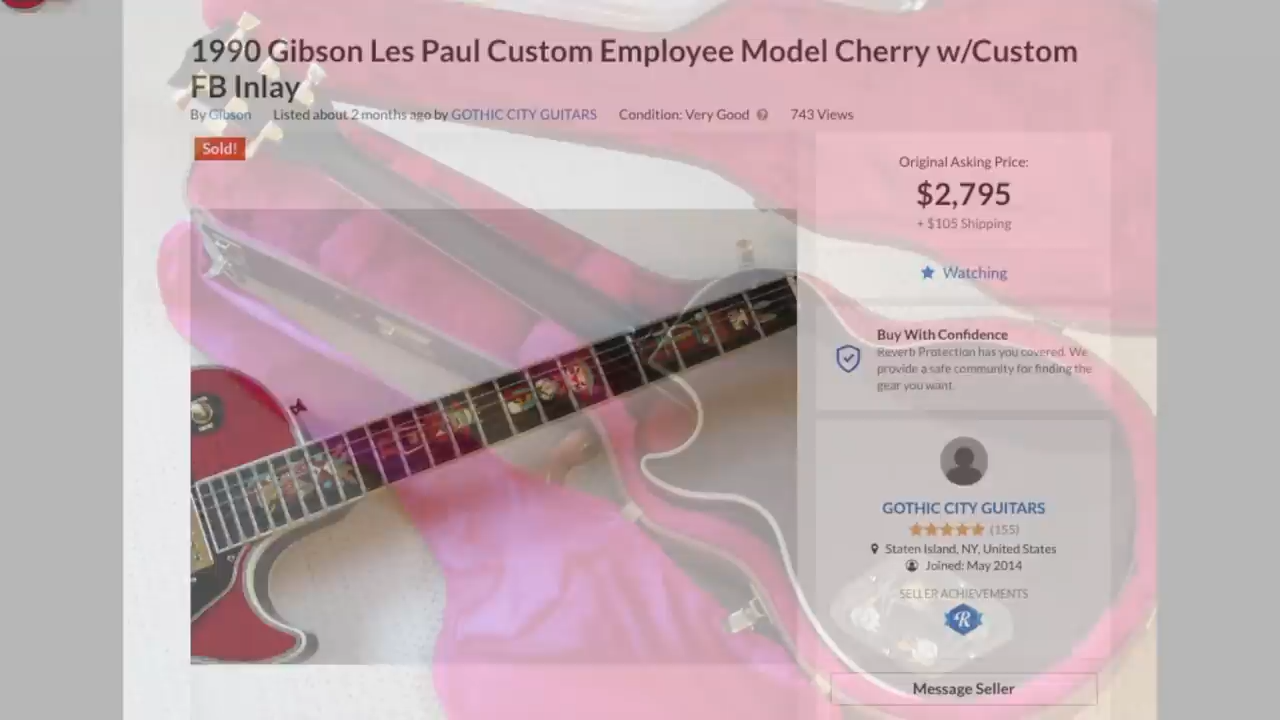 1990 Gibson Les Paul Custom Employee Model Cherry w/Custom
FB Inlay
By Gibson Listed about 2 months ago by GOTHIC CITY GUITARS Condition: Very Good 743 Views
Sold!
Original Asking Price:
$2,795
+ $105 Shipping
Watching
Buy With Confidence
Reverb Protection has you covered. We
provide a safe community for finding the
gear you want.
GOTHIC CITY GUITARS
(155)
Staten Island, NY, United States
Joined: May 2014
SELLER ACHIEVEMENTS
R
Message Seller